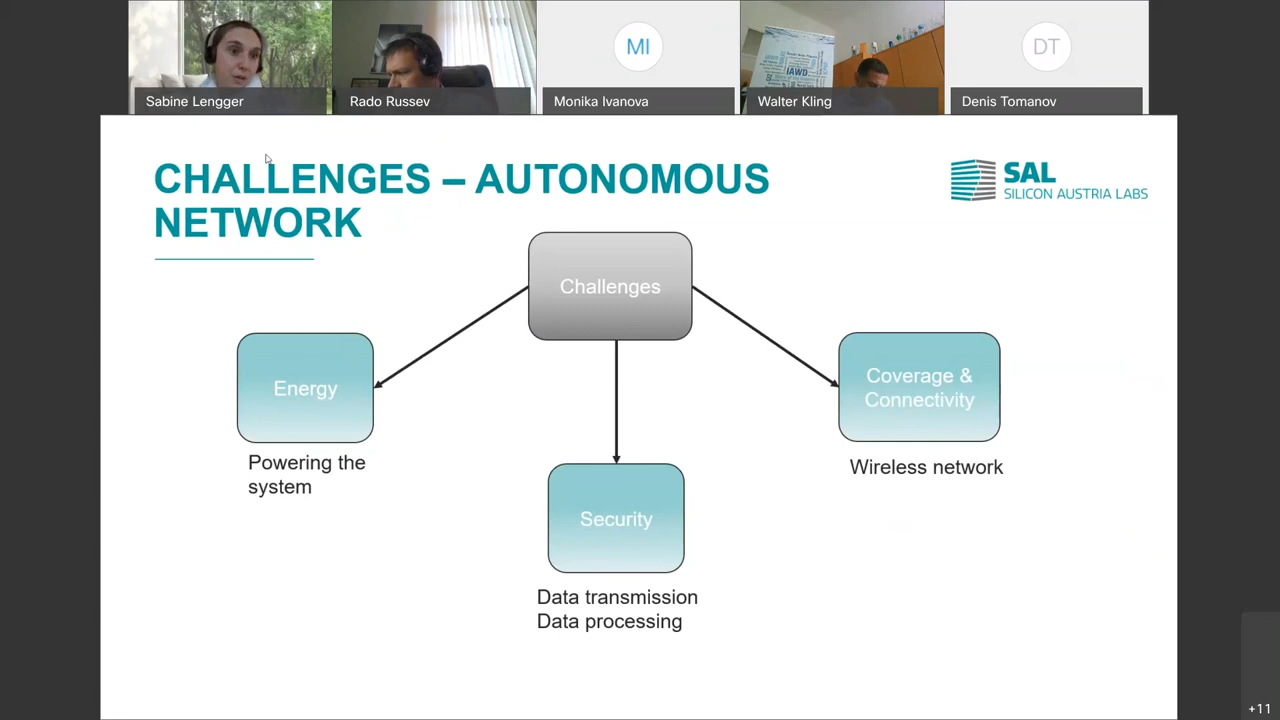 MI
DT
IAWD
Sabine Lengger
Rado Russev
Monika Ivanova
Walter Kling
Denis Tomanov
CHALLENGES – AUTONOMOUS
NETWORK
SAL
SILICON AUSTRIA LABS
Challenges
Energy
Coverage &
Connectivity
Powering the
system
Wireless network
Security
Data transmission
Data processing
+11